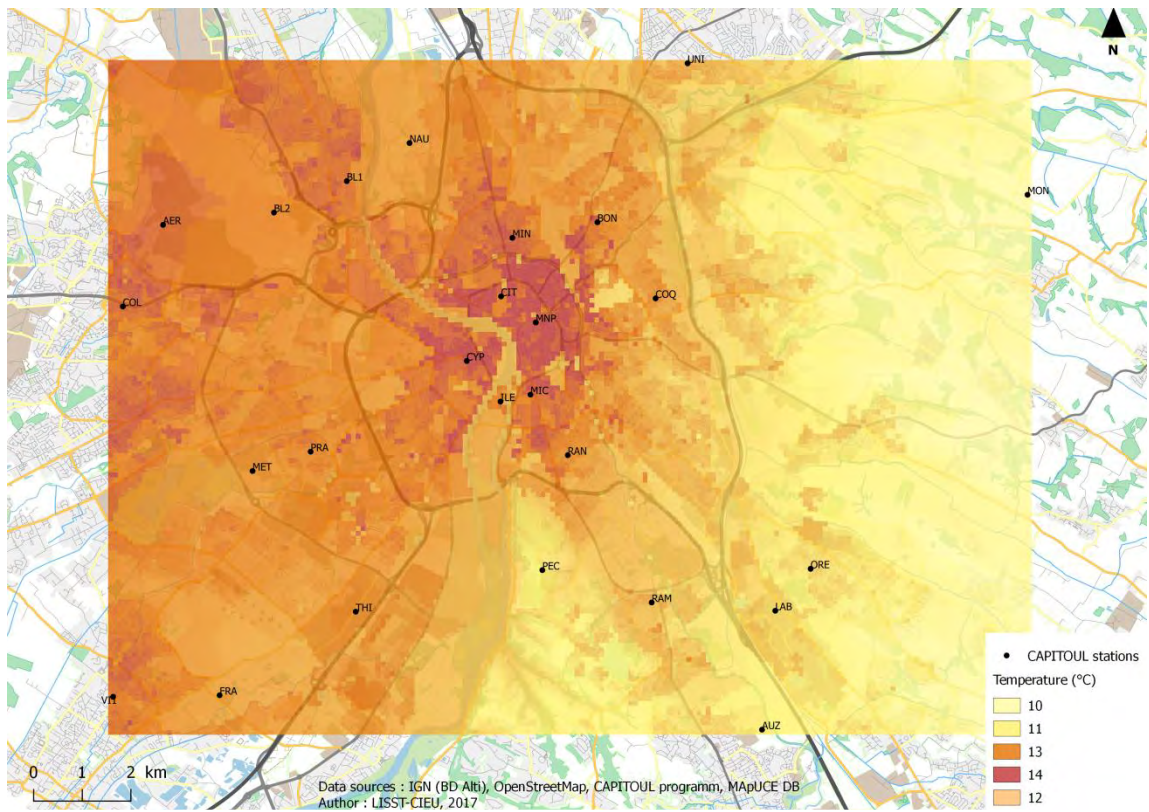 N
UNI
NAU
BL1
MON
BL2
AER
BON
MIN
CIT
COQ
COL
MNP
CYP
MIC
ILE
PRA
RAN
MET
PEC
ORE
RAM
LAB
THI
FRA
AUZ
CAPITOUL stations
Temperature (°C)
10
11
13
14
12
0 1 2 km
Data sources : IGN (BD Alti), OpenStreetMap, CAPITOUL programm, MApUCE DB
Author : LISST-CIEU, 2017